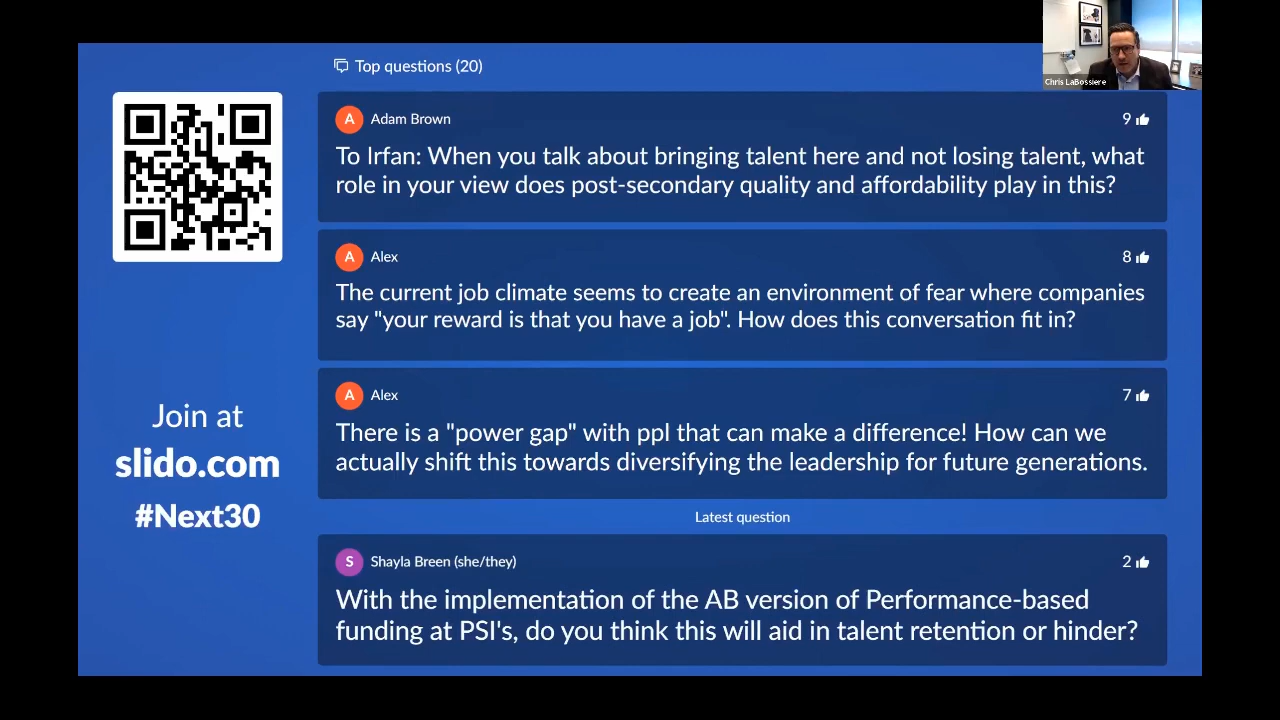 Top questions (20)
Chris LaBossiere
A Adam Brown 9
To Irfan: When you talk about bringing talent here and not losing talent, what
role in your view does post-secondary quality and affordability play in this?
A Alex 8
The current job climate seems to create an environment of fear where companies
say "your reward is that you have a job". How does this conversation fit in?
A Alex 7
There is a "power gap" with ppl that can make a difference! How can we
actually shift this towards diversifying the leadership for future generations.
Latest question
S Shayla Breen (she/they) 2
With the implementation of the AB version of Performance-based
funding at PSI's, do you think this will aid in talent retention or hinder?
Join at
slido.com
#Next30